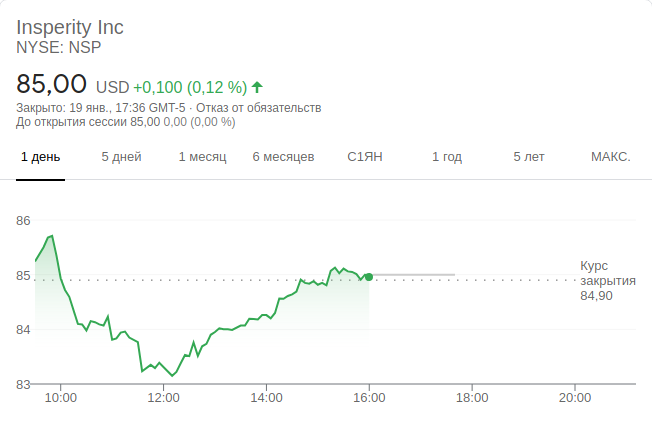 Insperity Inc
NYSE: NSP
85,00 USD +0,100 (0,12 %)
Закрыто: 19 янв., 17:36 GMT-5 · Отказ от обязательств
До открытия сессии 85,00 0,00 (0,00 %)
1 день 5 дней 1 месяц 6 месяцев С1ЯН 1 год 5 лет МАКС.
86
85
84
83
Курс
закрытия
84,90
10:00 12:00 14:00 16:00 18:00 20:00